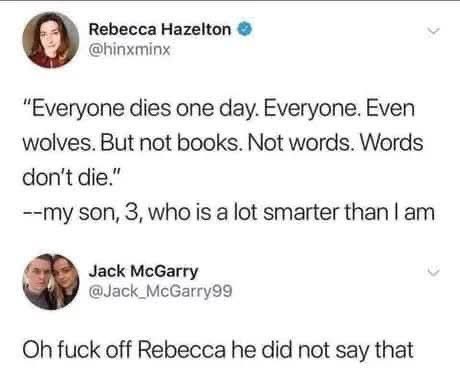 Rebecca Hazelton
@hinxminx
“Everyone dies one day. Everyone. Even
wolves. But not books. Not words. Words
don’t die.”
--my son, 3, who is a lot smarter than I am
Jack McGarry
@Jack_McGarry99
Oh fuck off Rebecca he did not say that